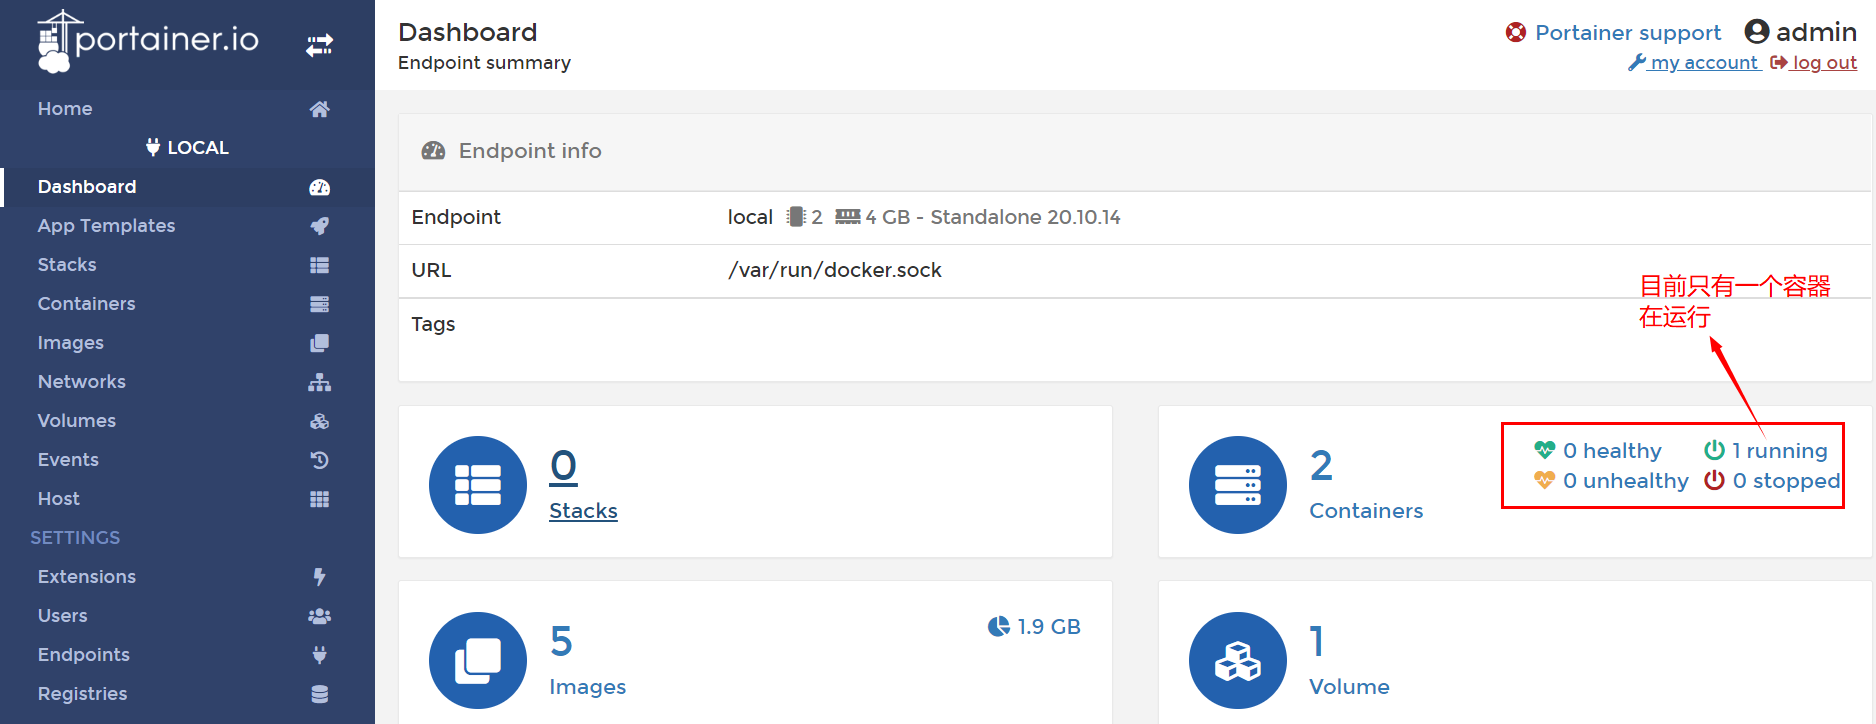 portainer.io
Home
LOCAL
Dashboard
App Templates
Stacks
Containers
Images
Networks
Volumes
Events
Host
SETTINGS
Extensions
Users
Endpoints
Registries
Dashboard
Endpoint summary
Portainer support
admin
my account
log out
Endpoint info
Endpoint local 2 4 GB - Standalone 20.10.14
URL /var/run/docker.sock
Tags
目前只有一个容器
在运行
0
Stacks
2
Containers
0 healthy 1 running
0 unhealthy 0 stopped
5
Images
1.9 GB
1
Volume